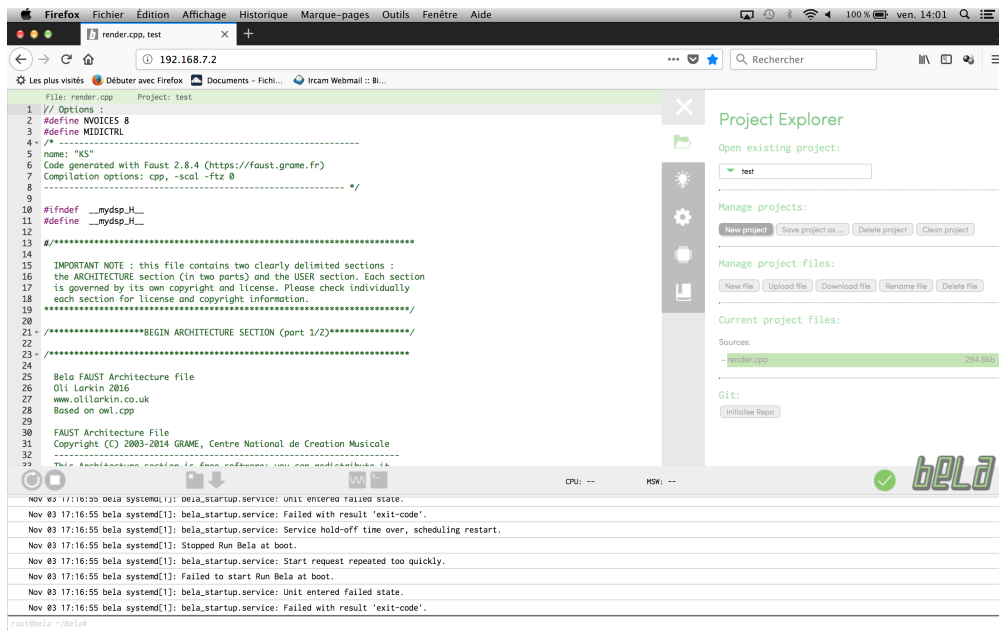 Firefox Fichier Édition Affichage Historique Marque-pages Outils Fenêtre Aide 100 % ven. 14:01
render.cpp, test × +
192.168.7.2 Rechercher
Les plus visités Débuter avec Firefox Documents – Fichi... Ircam Webmail :: Bi...
File: render.cpp Project: test
1 // Options :
2 #define NVOICES 8
3 #define MIDICTRL
4 /* ------------------------------------------------------------
5 name: "KS"
6 Code generated with Faust 2.8.4 (https://faust.grame.fr)
7 Compilation options: cpp, -scal -ftz 0
8 ------------------------------------------------------------ */
9
10 #ifndef __mydsp_H__
11 #define __mydsp_H__
12
13 #/************************************************************************
14
15 IMPORTANT NOTE : this file contains two clearly delimited sections :
16 the ARCHITECTURE section (in two parts) and the USER section. Each section
17 is governed by its own copyright and license. Please check individually
18 each section for license and copyright information.
19 *************************************************************************/
20
21 /*******************BEGIN ARCHITECTURE SECTION (part 1/2)****************/
22
23 /************************************************************************
24
25 Bela FAUST Architecture file
26 Oli Larkin 2016
27 www.olilarkin.co.uk
28 Based on owl.cpp
29
30 FAUST Architecture File
31 Copyright (C) 2003-2014 GRAME, Centre National de Creation Musicale
32 ---------------------------------------------------------------------
33 This Architecture section is free software; you can redistribute it
Project Explorer
Open existing project:
test
Manage projects:
New project Save project as ... Delete project Clean project
Manage project files:
New file Upload file Download file Rename file Delete file
Current project files:
Sources:
– render.cpp 294.6kb
Git:
Initialise Repo
CPU: -- MSW: -- bela
Nov 03 17:16:55 bela systemd[1]: bela_startup.service: Unit entered failed state.
Nov 03 17:16:55 bela systemd[1]: bela_startup.service: Failed with result 'exit-code'.
Nov 03 17:16:55 bela systemd[1]: bela_startup.service: Service hold-off time over, scheduling restart.
Nov 03 17:16:55 bela systemd[1]: Stopped Run Bela at boot.
Nov 03 17:16:55 bela systemd[1]: bela_startup.service: Start request repeated too quickly.
Nov 03 17:16:55 bela systemd[1]: Failed to start Run Bela at boot.
Nov 03 17:16:55 bela systemd[1]: bela_startup.service: Unit entered failed state.
Nov 03 17:16:55 bela systemd[1]: bela_startup.service: Failed with result 'exit-code'.
root@bela ~/Bela#